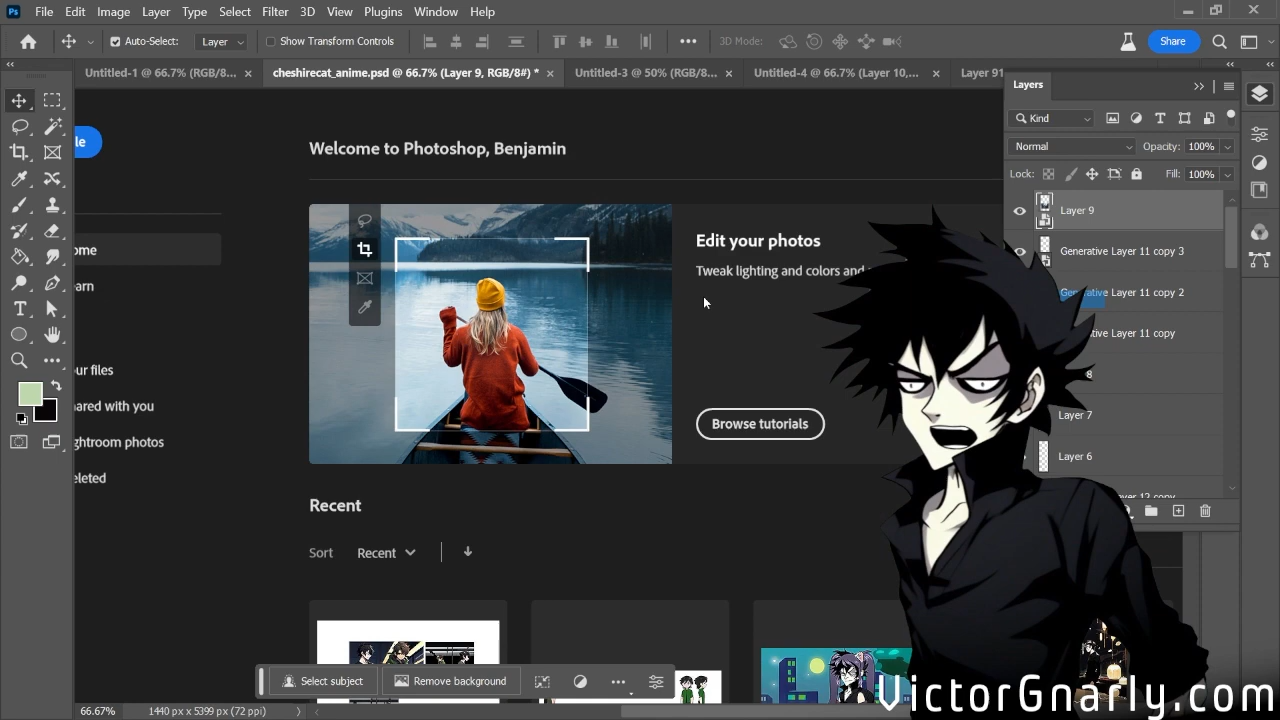 Ps File Edit Image Layer Type Select Filter 3D View Plugins Window Help
Auto-Select: Layer Show Transform Controls 3D Mode: Share
Untitled-1 @ 66.7% (RGB/8... × cheshirecat_anime.psd @ 66.7% (Layer 9, RGB/8#) * × Untitled-3 @ 50% (RGB/8... × Untitled-4 @ 66.7% (Layer 10,... × Layer 91
Layers
Kind
Normal Opacity: 100%
Lock: Fill: 100%
Layer 9
Generative Layer 11 copy 3
Generative Layer 11 copy 2
tive Layer 11 copy
8
Layer 7
Layer 6
le
ome
earn
ur files
hared with you
ghtroom photos
eleted
Welcome to Photoshop, Benjamin
Edit your photos
Tweak lighting and colors and
Browse tutorials
Recent
Sort Recent
Select subject Remove background
66.67% 1440 px x 5399 px (72 ppi)
VictorGnarly.com